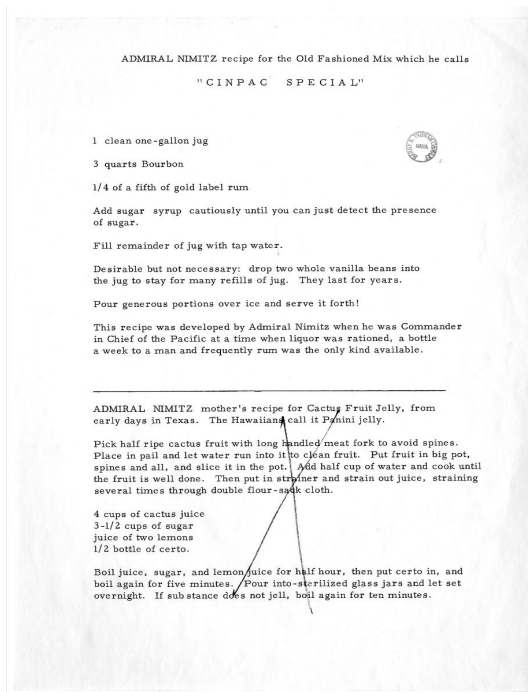 ADMIRAL NIMITZ recipe for the Old Fashioned Mix which he calls
"CINPAC SPECIAL"
1 clean one-gallon jug
3 quarts Bourbon
1/4 of a fifth of gold label rum
Add sugar syrup cautiously until you can just detect the presence
of sugar.
Fill remainder of jug with tap water.
Desirable but not necessary: drop two whole vanilla beans into
the jug to stay for many refills of jug. They last for years.
Pour generous portions over ice and serve it forth!
This recipe was developed by Admiral Nimitz when he was Commander
in Chief of the Pacific at a time when liquor was rationed, a bottle
a week to a man and frequently rum was the only kind available.
ADMIRAL NIMITZ mother's recipe for Cactus Fruit Jelly, from
early days in Texas. The Hawaiians call it Panini jelly.
Pick half ripe cactus fruit with long handled meat fork to avoid spines.
Place in pail and let water run into it to clean fruit. Put fruit in big pot,
spines and all, and slice it in the pot. Add half cup of water and cook until
the fruit is well done. Then put in strainer and strain out juice, straining
several times through double flour-sack cloth.
4 cups of cactus juice
3-1/2 cups of sugar
juice of two lemons
1/2 bottle of certo.
Boil juice, sugar, and lemon juice for half hour, then put certo in, and
boil again for five minutes. Pour into-sterilized glass jars and let set
overnight. If sub stance does not jell, boil again for ten minutes.